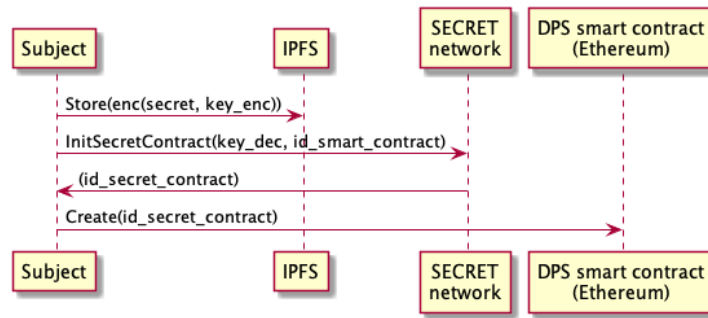 Subject
IPFS
SECRET
network
DPS smart contract
(Ethereum)
Store(enc(secret, key_enc))
InitSecretContract(key_dec, id_smart_contract)
(id_secret_contract)
Create(id_secret_contract)
Subject
IPFS
SECRET
network
DPS smart contract
(Ethereum)